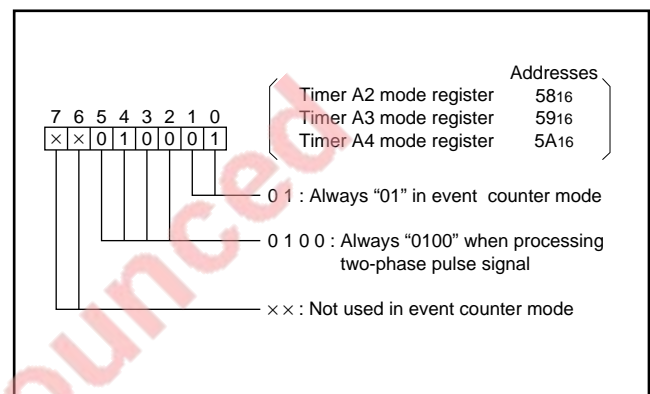 Addresses
Timer A2 mode register 5816
Timer A3 mode register 5916
Timer A4 mode register 5A16
7 6 5 4 3 2 1 0
× × 0 1 0 0 0 1
0 1 : Always “01” in event counter mode
0 1 0 0 : Always “0100” when processing
two-phase pulse signal
× × : Not used in event counter mode
ounced